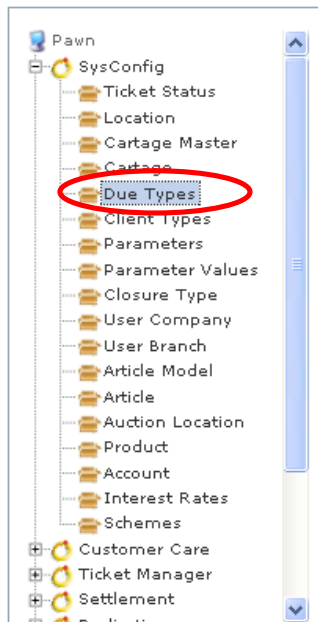 Pawn
SysConfig
Ticket Status
Location
Cartage Master
Cartage
Due Types
Client Types
Parameters
Parameter Values
Closure Type
User Company
User Branch
Article Model
Article
Auction Location
Product
Account
Interest Rates
Schemes
Customer Care
Ticket Manager
Settlement